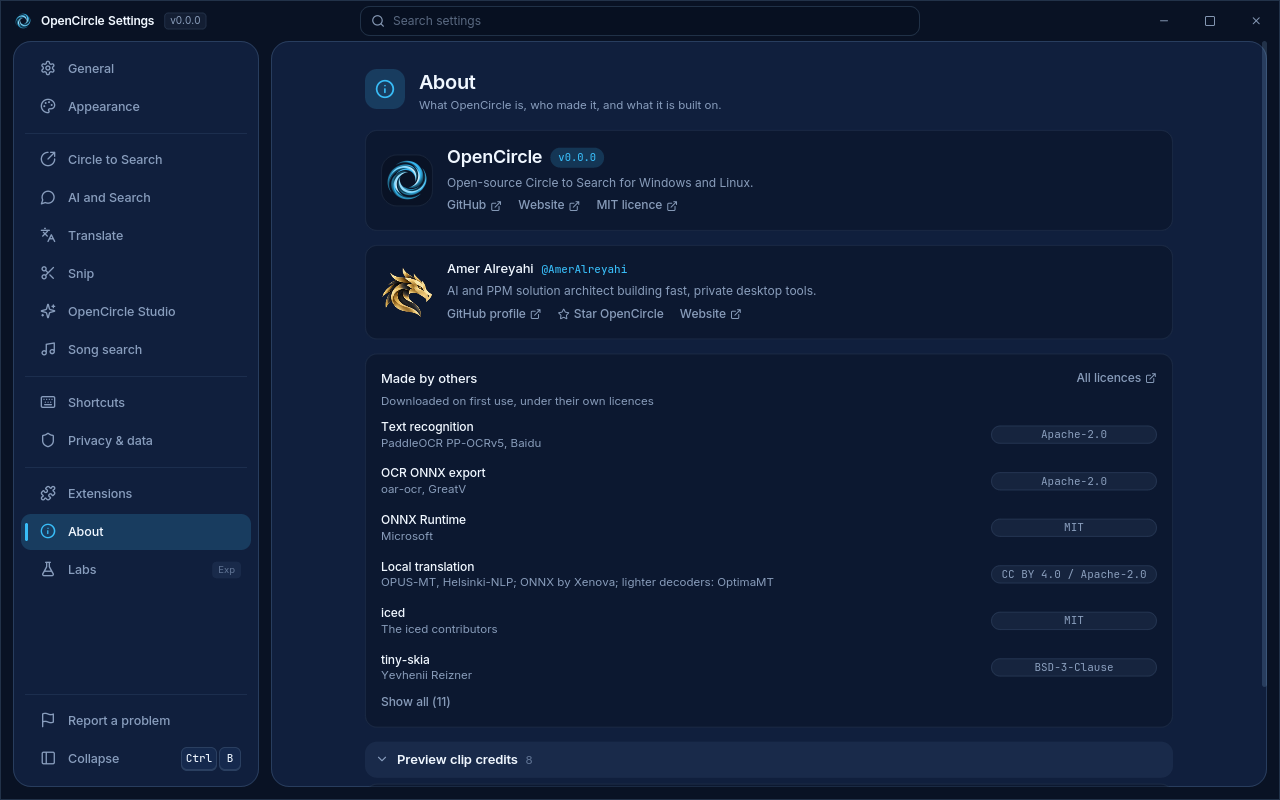 OpenCircle Settings v0.0.0
Search settings
General
Appearance
Circle to Search
AI and Search
Translate
Snip
OpenCircle Studio
Song search
Shortcuts
Privacy & data
Extensions
About
Labs Exp
Report a problem
Collapse Ctrl B
About
What OpenCircle is, who made it, and what it is built on.
OpenCircle v0.0.0
Open-source Circle to Search for Windows and Linux.
GitHub Website MIT licence
Amer Alreyahi @AmerAlreyahi
AI and PPM solution architect building fast, private desktop tools.
GitHub profile Star OpenCircle Website
Made by others All licences
Downloaded on first use, under their own licences
Text recognition
PaddleOCR PP-OCRv5, Baidu
Apache-2.0
OCR ONNX export
oar-ocr, GreatV
Apache-2.0
ONNX Runtime
Microsoft
MIT
Local translation
OPUS-MT, Helsinki-NLP; ONNX by Xenova; lighter decoders: OptimaMT
CC BY 4.0 / Apache-2.0
iced
The iced contributors
MIT
tiny-skia
Yevhenii Reizner
BSD-3-Clause
Show all (11)
Preview clip credits 8